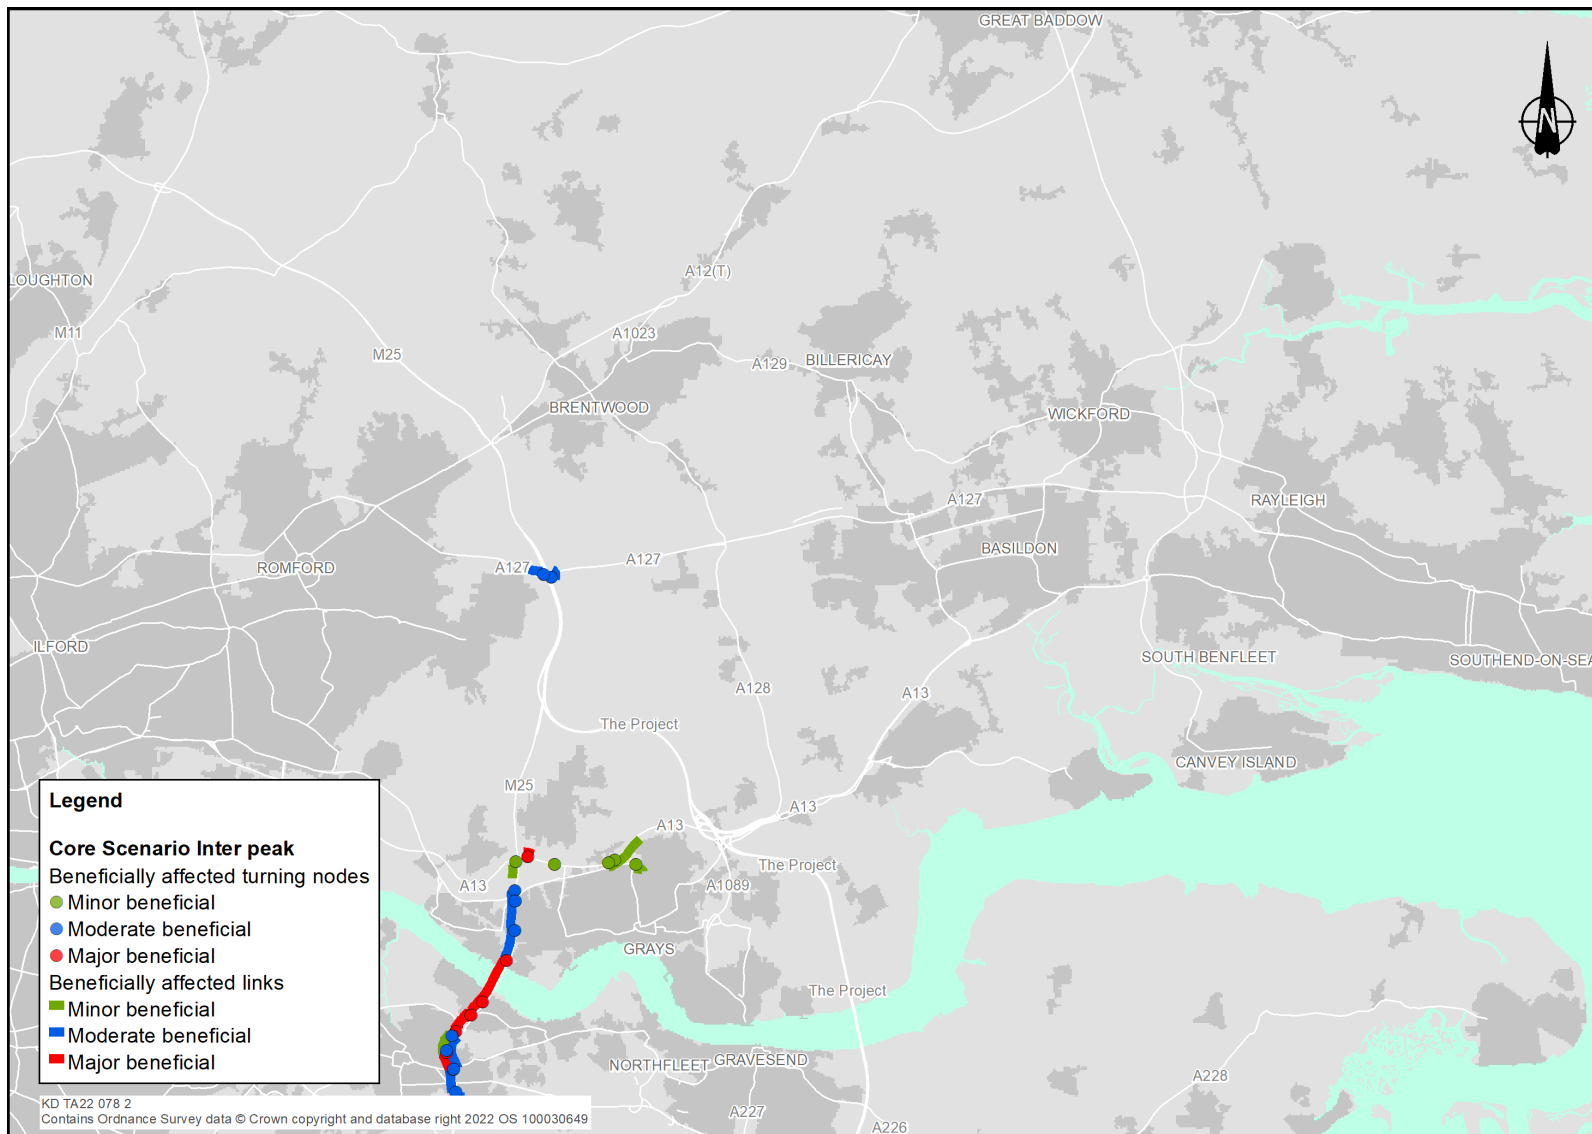 GREAT BADDOW
N
A12(T)
LOUGHTON
M11
A1023
M25
A129
BILLERICAY
BRENTWOOD
WICKFORD
A127
RAYLEIGH
BASILDON
A127
A127
ROMFORD
ILFORD
SOUTH BENFLEET
SOUTHEND-ON-SEA
A128
A13
The Project
CANVEY ISLAND
M25
A13
A13
The Project
A13
A1089
GRAYS
The Project
NORTHFLEET
GRAVESEND
A228
A227
A226
Legend
Core Scenario Inter peak
Beneficially affected turning nodes
Minor beneficial
Moderate beneficial
Major beneficial
Beneficially affected links
Minor beneficial
Moderate beneficial
Major beneficial
KD TA22 078 2
Contains Ordnance Survey data © Crown copyright and database right 2022 OS 100030649